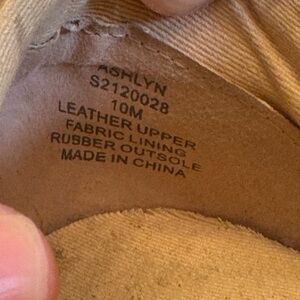 ASHLYN
S2120028
10M
LEATHER UPPER
FABRIC LINING
RUBBER OUTSOLE
MADE IN CHINA